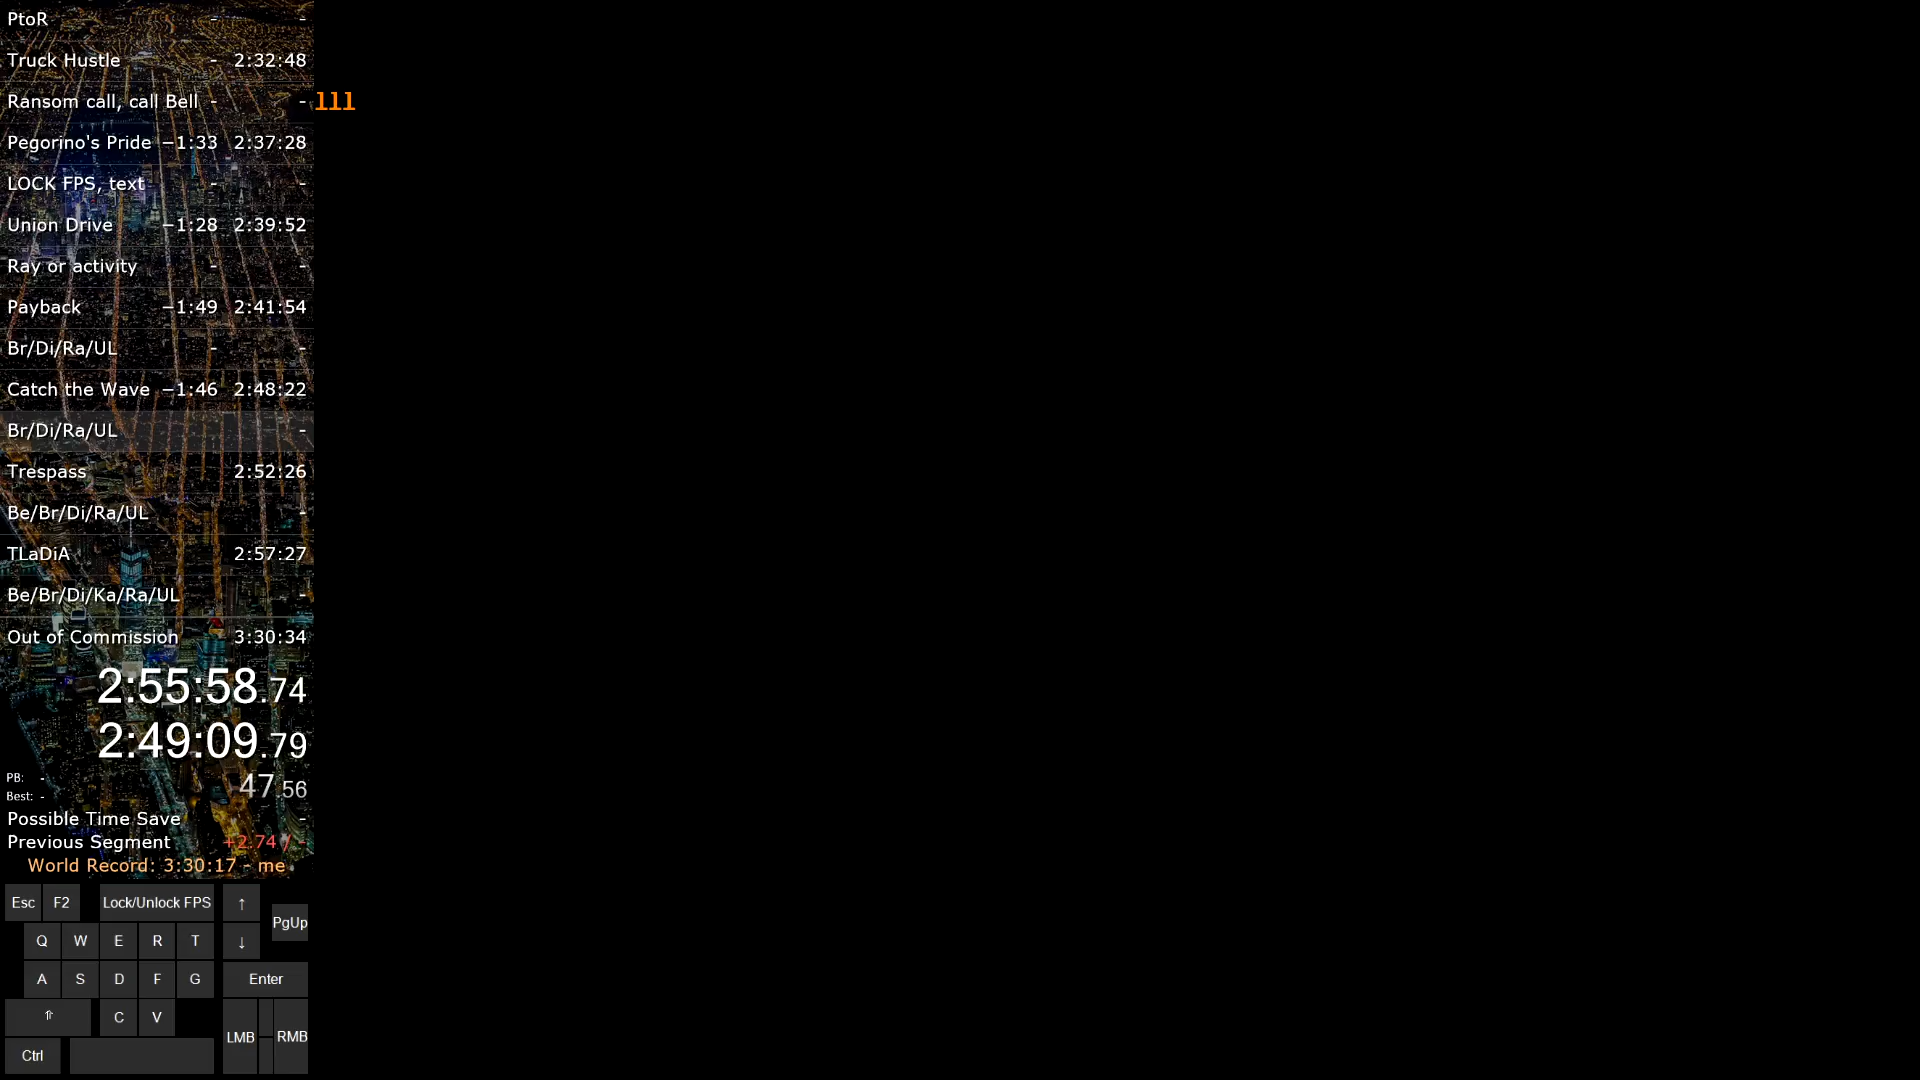 PtoR - -
Truck Hustle - 2:32:48
Ransom call, call Bell - - 111
Pegorino's Pride −1:33 2:37:28
LOCK FPS, text - -
Union Drive −1:28 2:39:52
Ray or activity - -
Payback −1:49 2:41:54
Br/Di/Ra/UL - -
Catch the Wave −1:46 2:48:22
Br/Di/Ra/UL -
Trespass 2:52:26
Be/Br/Di/Ra/UL -
TLaDiA 2:57:27
Be/Br/Di/Ka/Ra/UL -
Out of Commission 3:30:34
2:55:58.74
2:49:09.79
PB: - 47.56
Best: -
Possible Time Save -
Previous Segment +2.74 / -
World Record: 3:30:17 - me
Esc F2 Lock/Unlock FPS ↑ PgUp
Q W E R T ↓
A S D F G Enter
⇧ C V LMB RMB
Ctrl